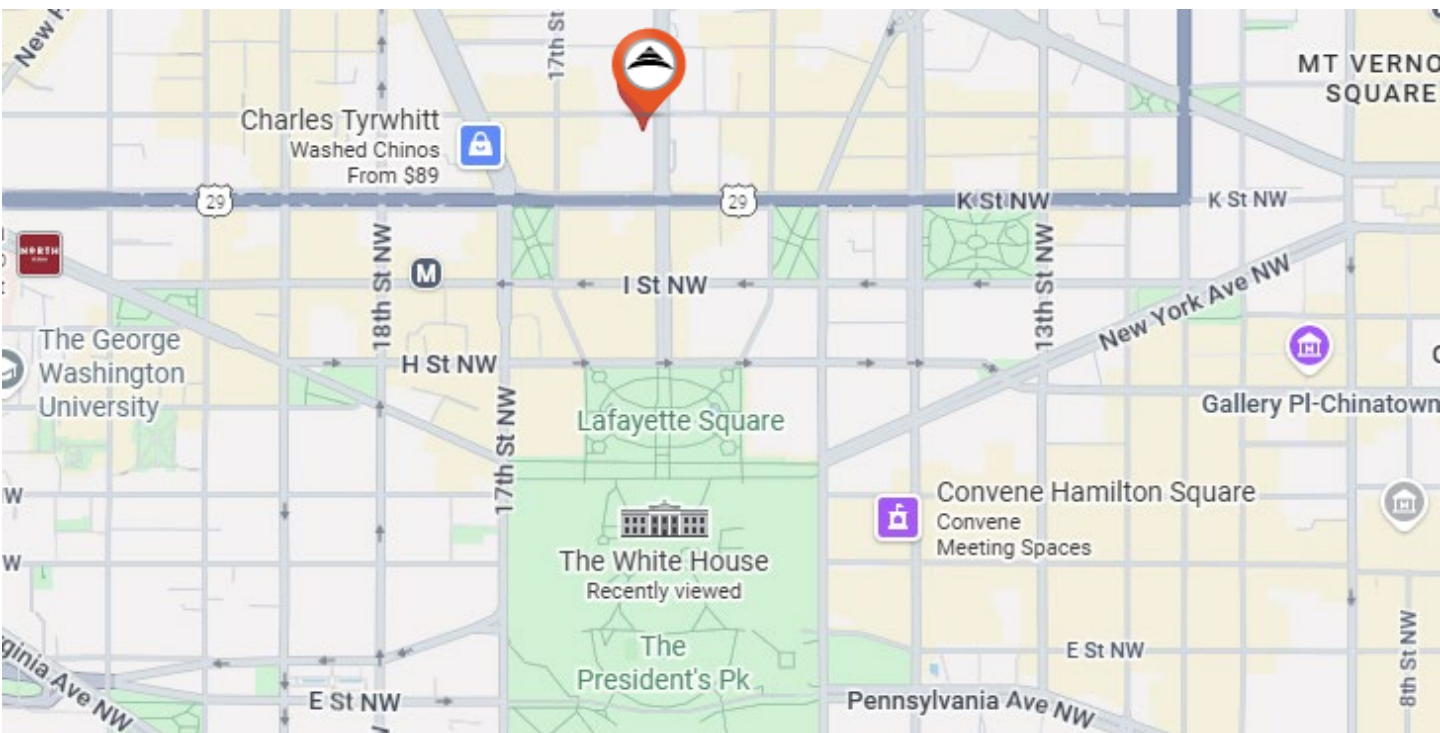 New H
17th St
MT VERNO
SQUARE
Charles Tyrwhitt
Washed Chinos
From $89
29
29
K St NW
K St NW
NORTH
18th St NW
M
I St NW
13th St NW
New York Ave NW
The George
Washington
University
H St NW
17th St NW
Lafayette Square
Gallery Pl-Chinatown
W
Convene Hamilton Square
Convene
Meeting Spaces
The White House
Recently viewed
W
The
President's Pk
E St NW
8th St NW
ginia Ave NW
E St NW
Pennsylvania Ave NW